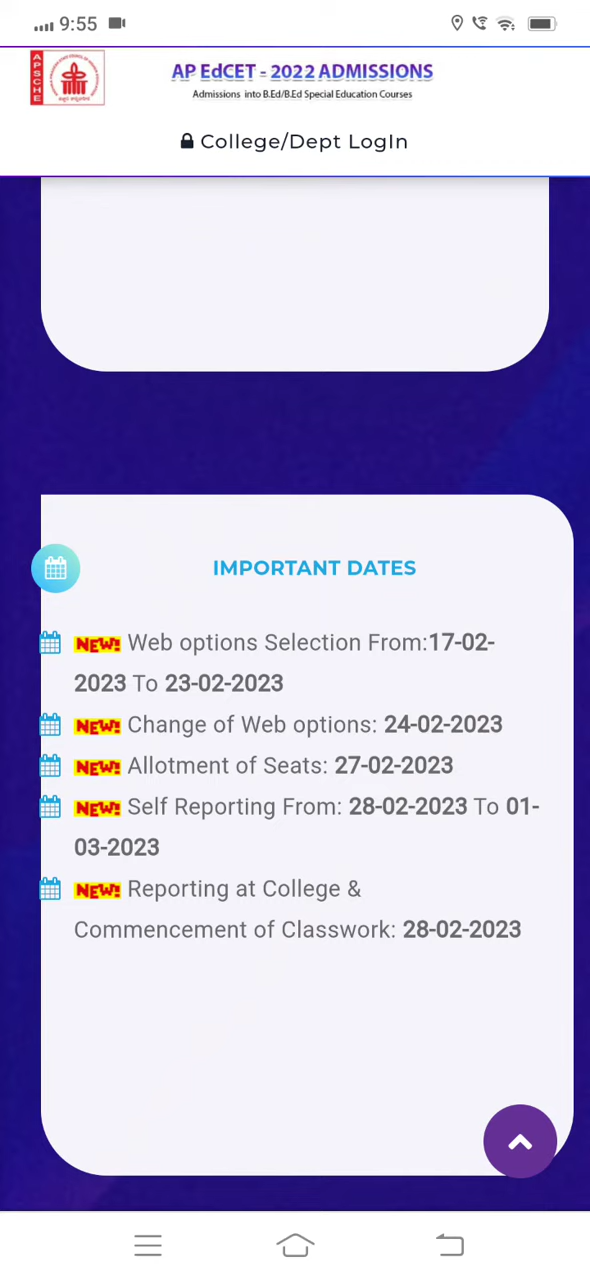 9:55
APSCHE
AP EdCET - 2022 ADMISSIONS
Admissions into B.Ed/B.Ed Special Education Courses
College/Dept LogIn
IMPORTANT DATES
NEW! Web options Selection From:17-02-
2023 To 23-02-2023
NEW! Change of Web options: 24-02-2023
NEW! Allotment of Seats: 27-02-2023
NEW! Self Reporting From: 28-02-2023 To 01-
03-2023
NEW! Reporting at College &
Commencement of Classwork: 28-02-2023